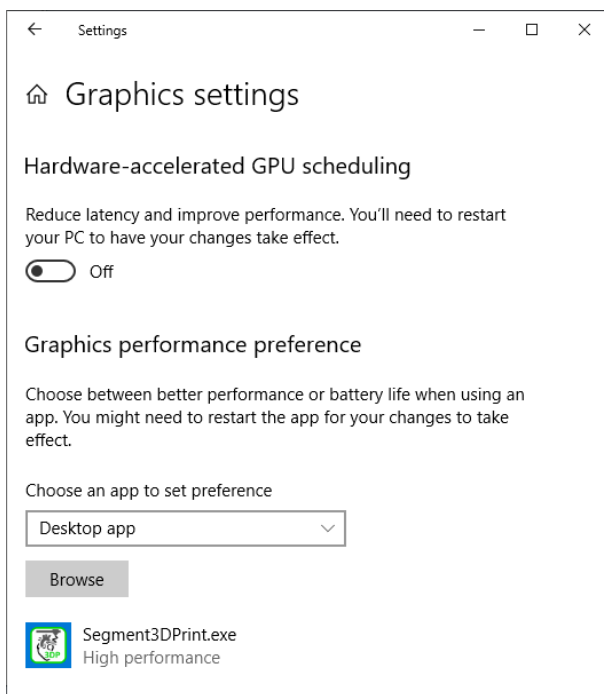 Settings
Graphics settings
Hardware-accelerated GPU scheduling
Reduce latency and improve performance. You'll need to restart
your PC to have your changes take effect.
Off
Graphics performance preference
Choose between better performance or battery life when using an
app. You might need to restart the app for your changes to take
effect.
Choose an app to set preference
Desktop app
Browse
Segment3DPrint.exe
3DP
High performance